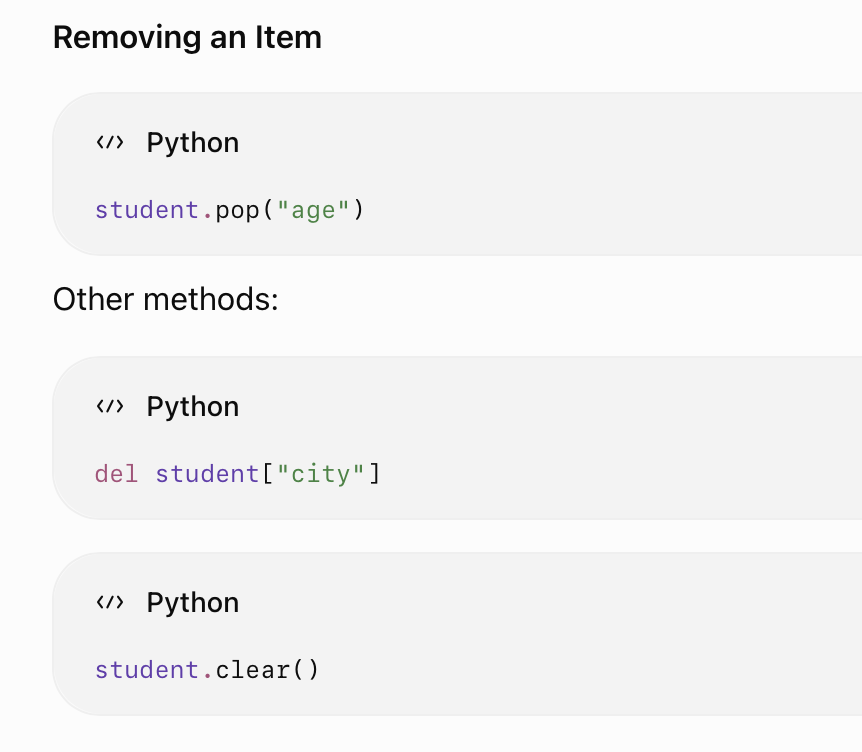 Removing an Item
Python
student.pop("age")
Other methods:
Python
del student["city"]
Python
student.clear()